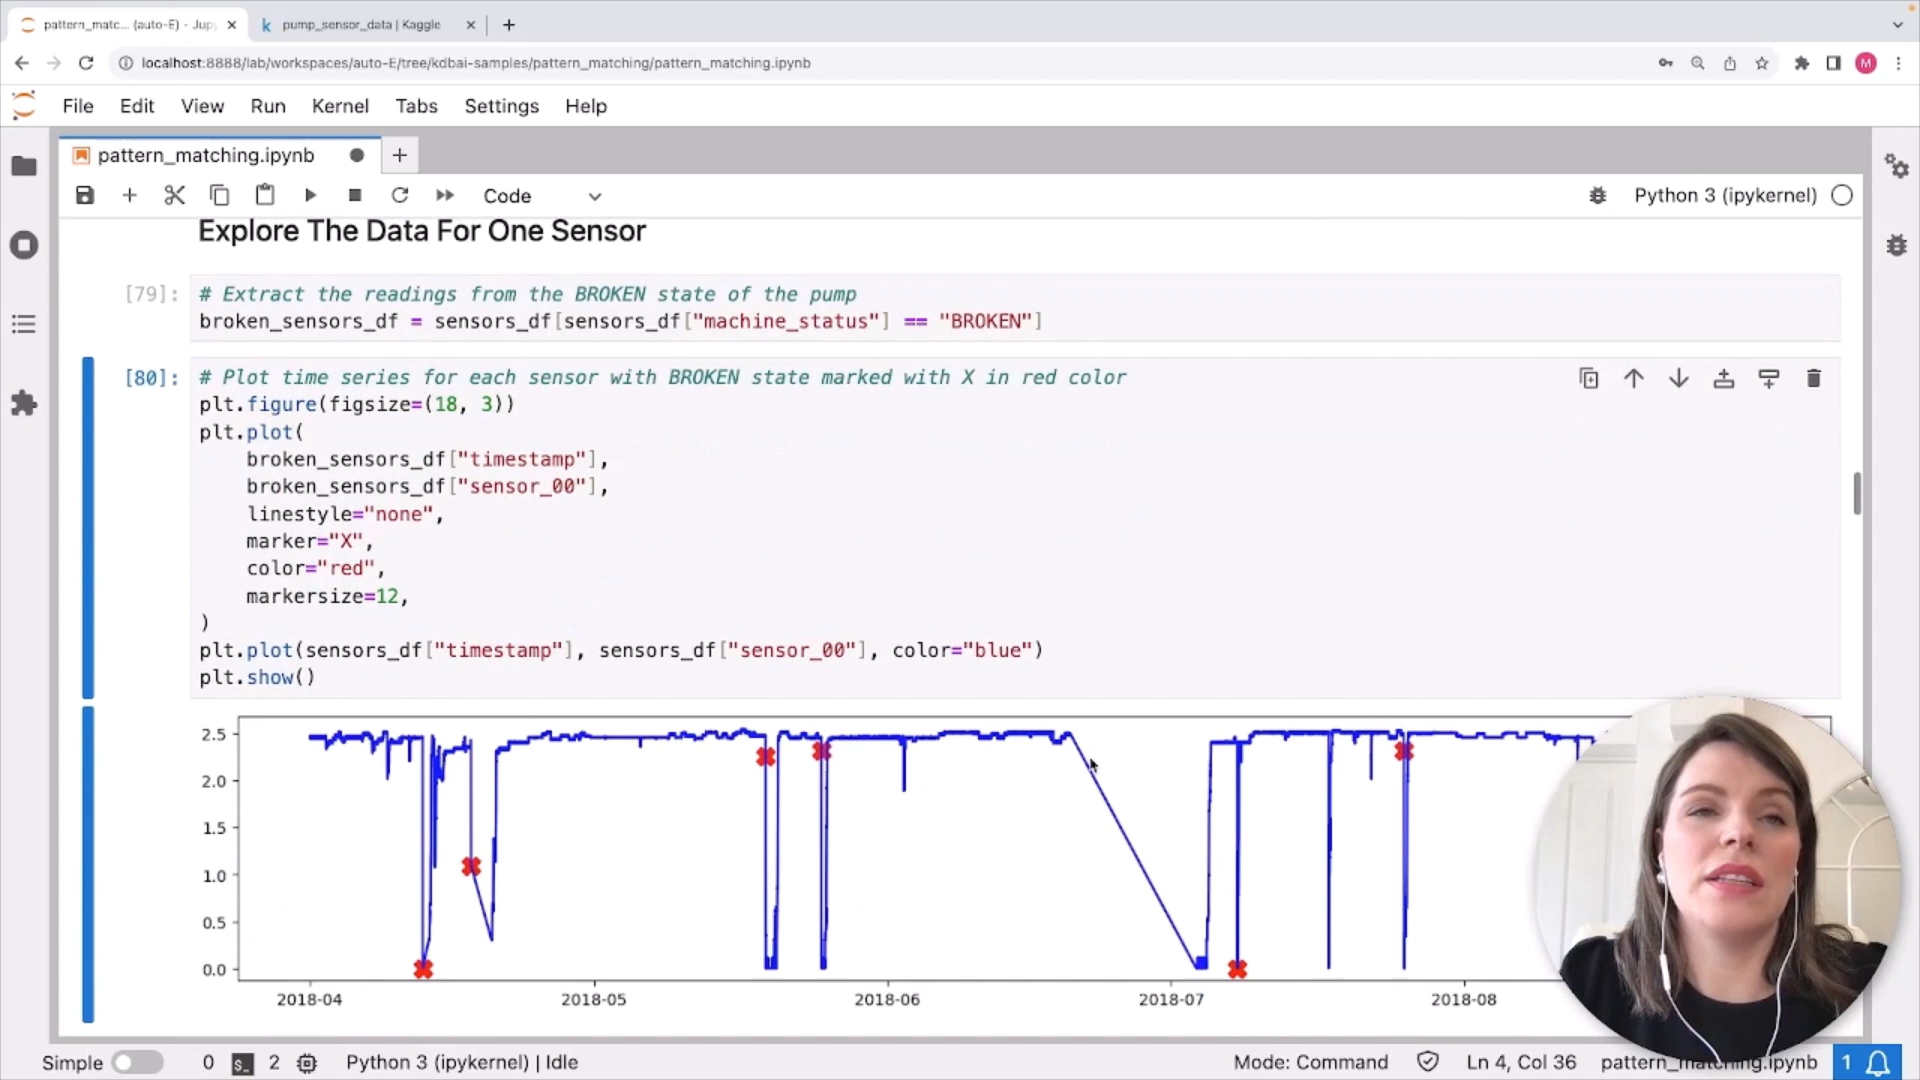 pattern_matc... (auto-E) - Jup
pump_sensor_data | Kaggle
localhost:8888/lab/workspaces/auto-E/tree/kdbai-samples/pattern_matching/pattern_matching.ipynb
M
File Edit View Run Kernel Tabs Settings Help
pattern_matching.ipynb
Code
Python 3 (ipykernel)
Explore The Data For One Sensor
[79]: # Extract the readings from the BROKEN state of the pump
broken_sensors_df = sensors_df[sensors_df["machine_status"] == "BROKEN"]
[80]: # Plot time series for each sensor with BROKEN state marked with X in red color
plt.figure(figsize=(18, 3))
plt.plot(
broken_sensors_df["timestamp"],
broken_sensors_df["sensor_00"],
linestyle="none",
marker="X",
color="red",
markersize=12,
)
plt.plot(sensors_df["timestamp"], sensors_df["sensor_00"], color="blue")
plt.show()
2.5
2.0
1.5
1.0
0.5
0.0
2018-04 2018-05 2018-06 2018-07 2018-08
Simple 0 2 Python 3 (ipykernel) | Idle Mode: Command Ln 4, Col 36 pattern_matching.ipynb 1